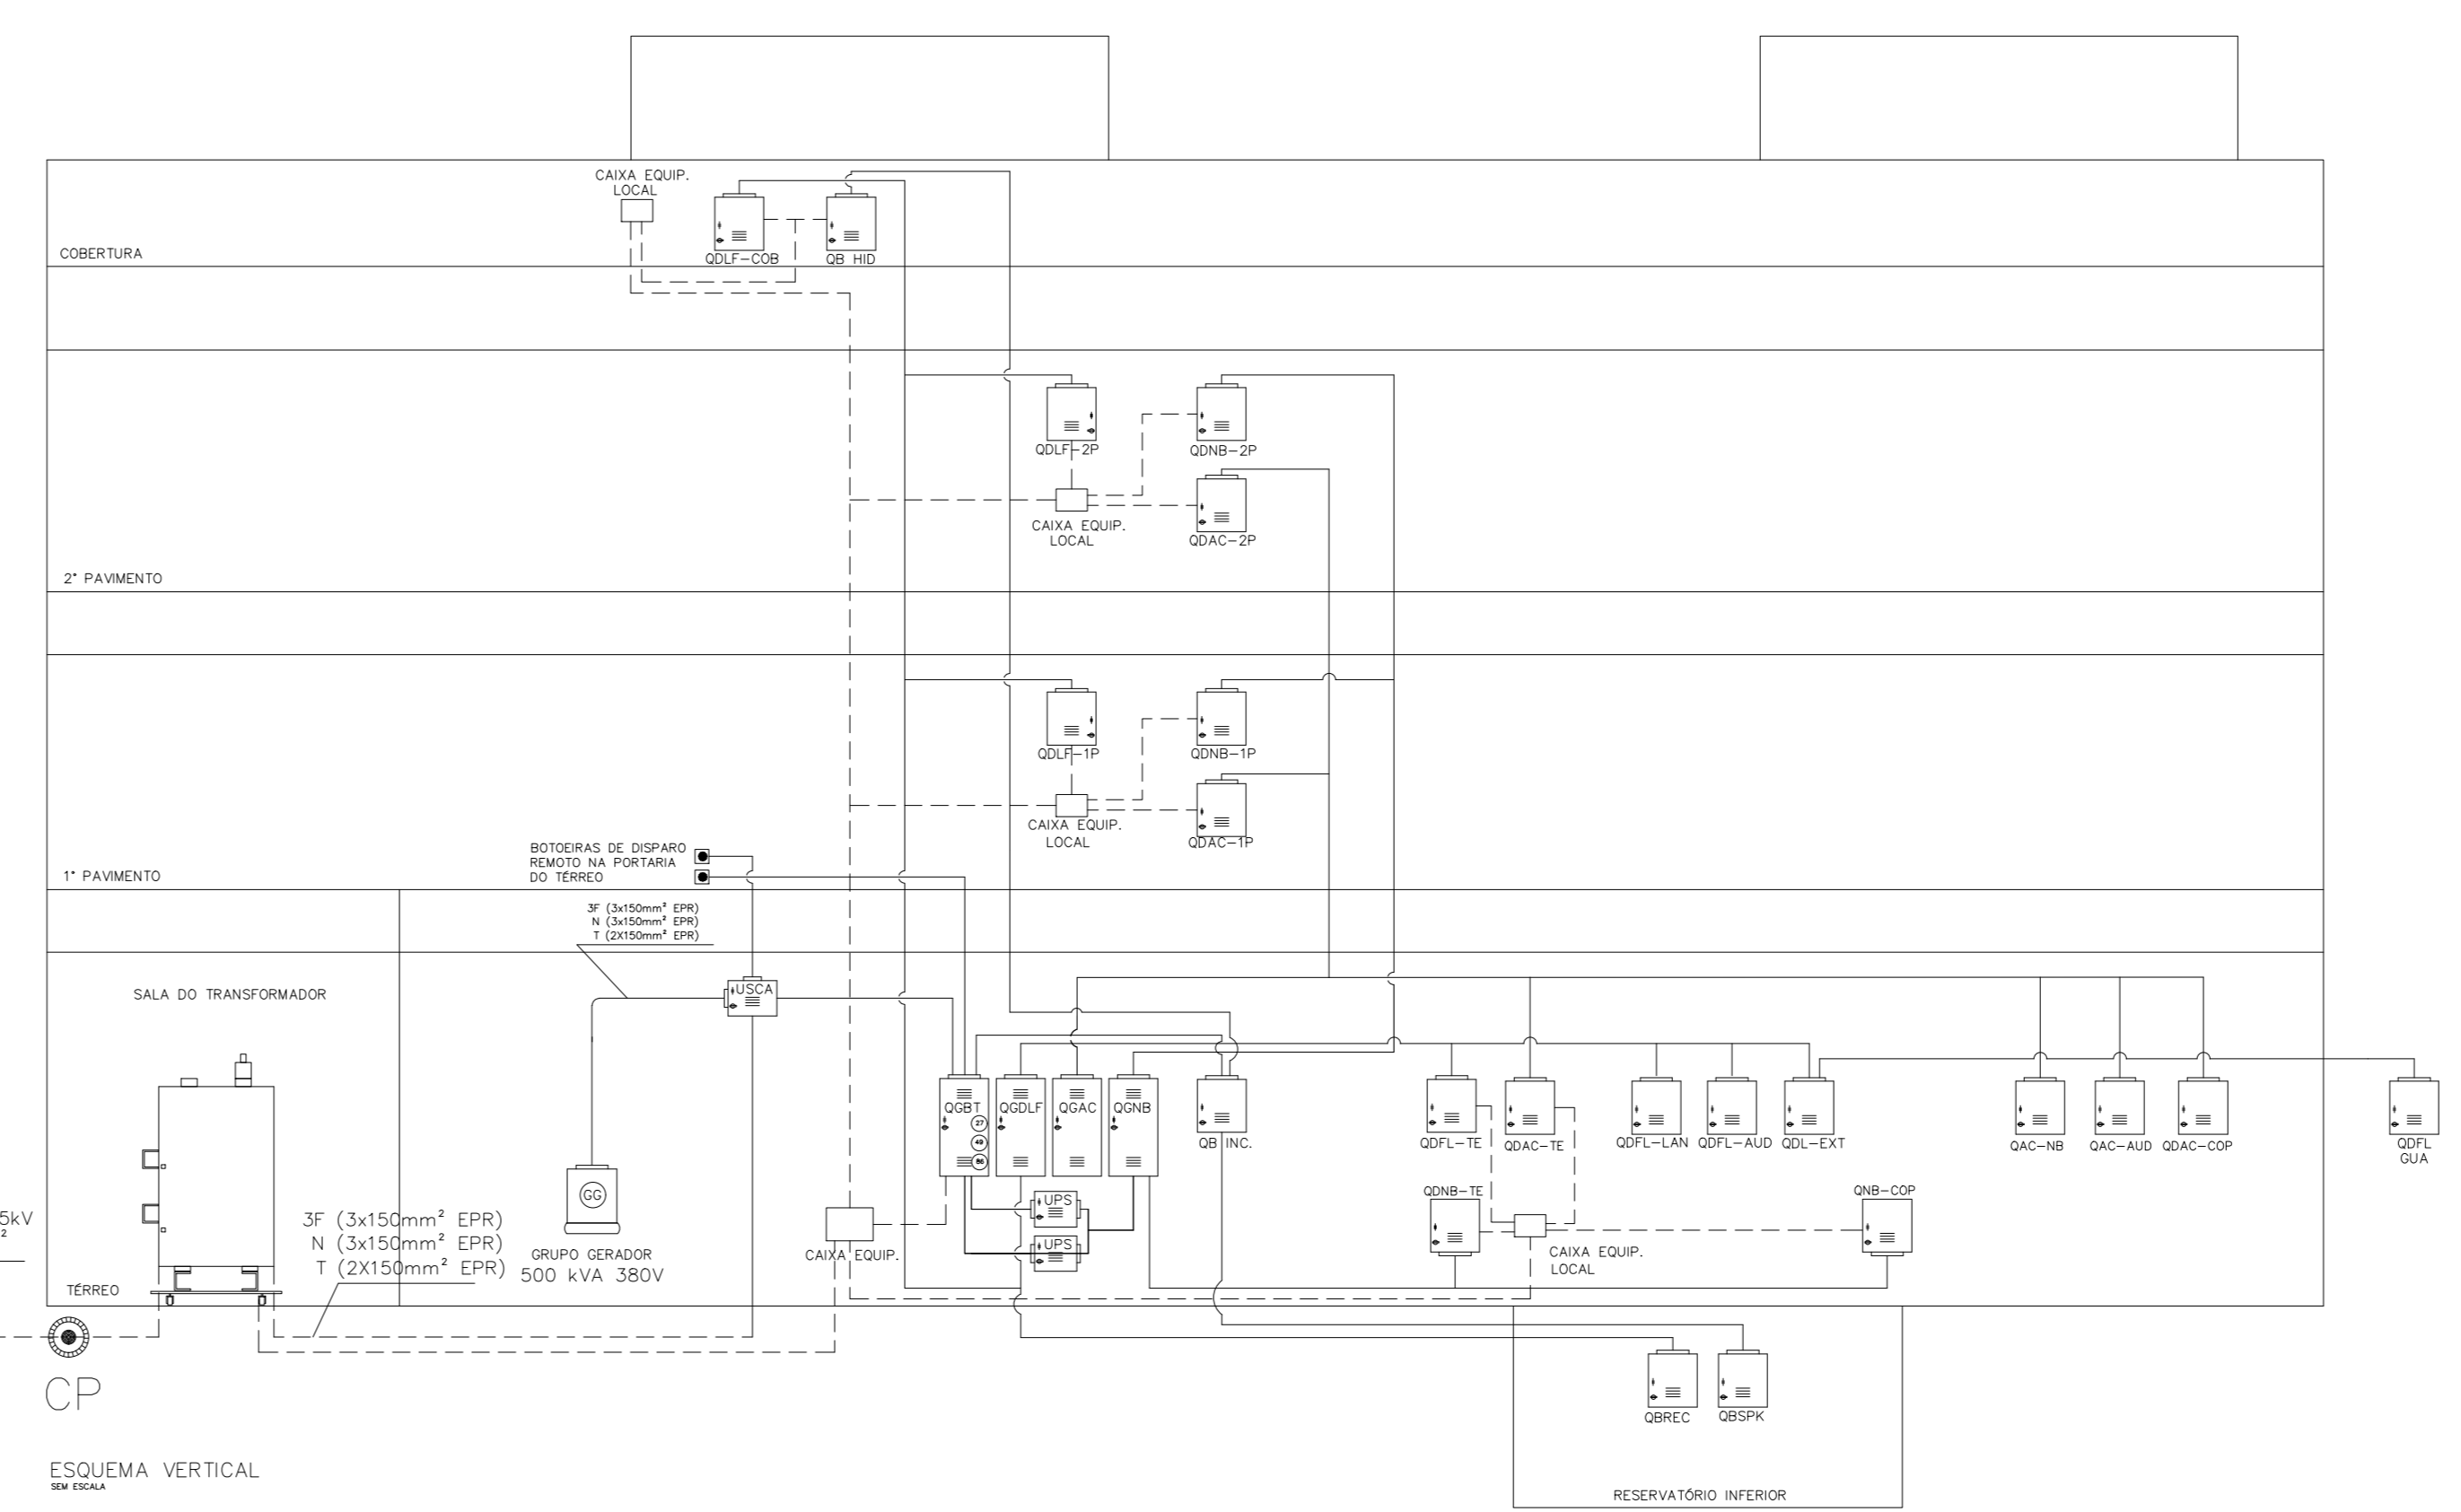 CAIXA EQUIP.
LOCAL
QDLF-COB
QB HID
COBERTURA
QDLF-2P
QDNB-2P
CAIXA EQUIP.
LOCAL
QDAC-2P
2° PAVIMENTO
QDLF-1P
QDNB-1P
CAIXA EQUIP.
LOCAL
QDAC-1P
BOTOEIRAS DE DISPARO
REMOTO NA PORTARIA
DO TÉRREO
1° PAVIMENTO
3F (3x150mm² EPR)
N (3x150mm² EPR)
T (2X150mm² EPR)
SALA DO TRANSFORMADOR
USCA
QGBT
27
49
86
QGDLF
QGAC
QGNB
QB INC.
QDFL-TE
QDAC-TE
QDFL-LAN
QDFL-AUD
QDL-EXT
QAC-NB
QAC-AUD
QDAC-COP
QDFL
GUA
GG
GRUPO GERADOR
500 kVA 380V
UPS
UPS
QDNB-TE
QNB-COP
CAIXA EQUIP.
CAIXA EQUIP.
LOCAL
5kV
²
3F (3x150mm² EPR)
N (3x150mm² EPR)
T (2X150mm² EPR)
TÉRREO
CP
QBREC
QBSPK
RESERVATÓRIO INFERIOR
ESQUEMA VERTICAL
SEM ESCALA